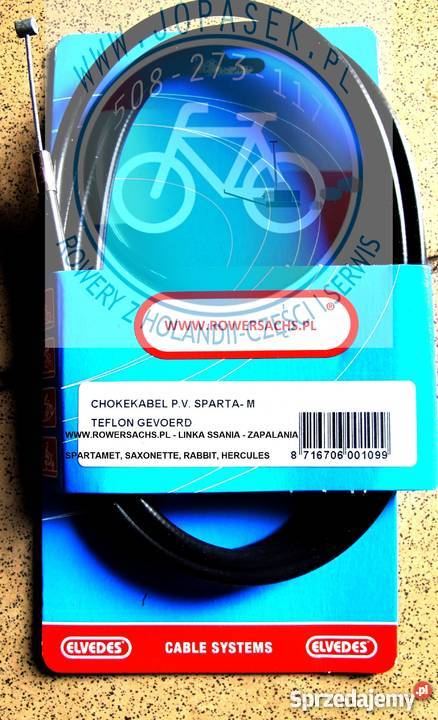 WWW.JOPASEK.PL
508-273-117
ROWERY Z HOLANDII-CZĘŚCI I SERWIS
WWW.ROWERSACHS.PL
®
CHOKEKABEL P.V. SPARTA- M
TEFLON GEVOERD
WWW.ROWERSACHS.PL - LINKA SSANIA - ZAPALANIA
SPARTAMET, SAXONETTE, RABBIT, HERCULES
8 716706 001099
ELVEDES CABLE SYSTEMS ELVEDES
Sprzedajemy.pl